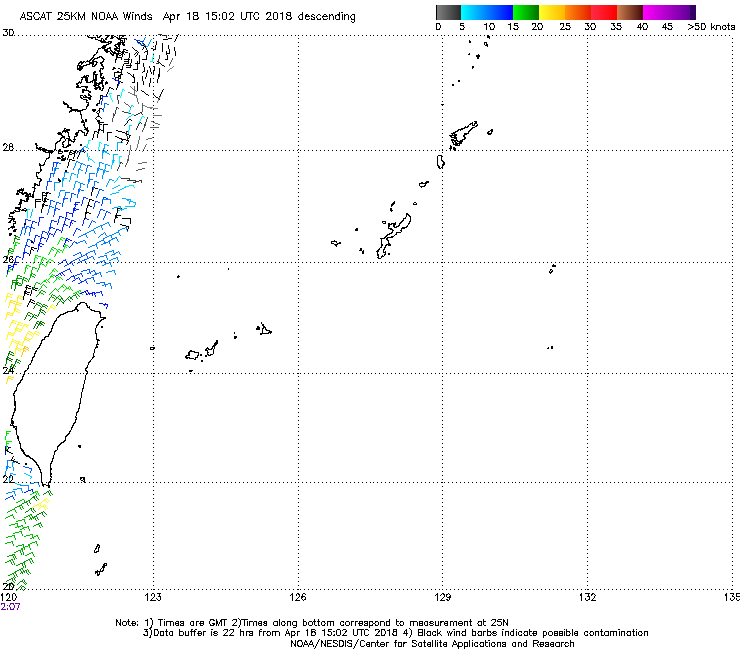 ASCAT 25KM NOAA Winds  Apr 18 15:02 UTC 2018 descending
0 5 10 15 20 25 30 35 40 45 >50 knots
30
28
26
24
22
20
120 123 126 129 132 135
2:07
Note: 1) Times are GMT 2)Times along bottom correspond to measurement at 25N
3)Data buffer is 22 hrs from Apr 18 15:02 UTC 2018 4) Black wind barbs indicate possible contamination
NOAA/NESDIS/Center for Satellite Applications and Research